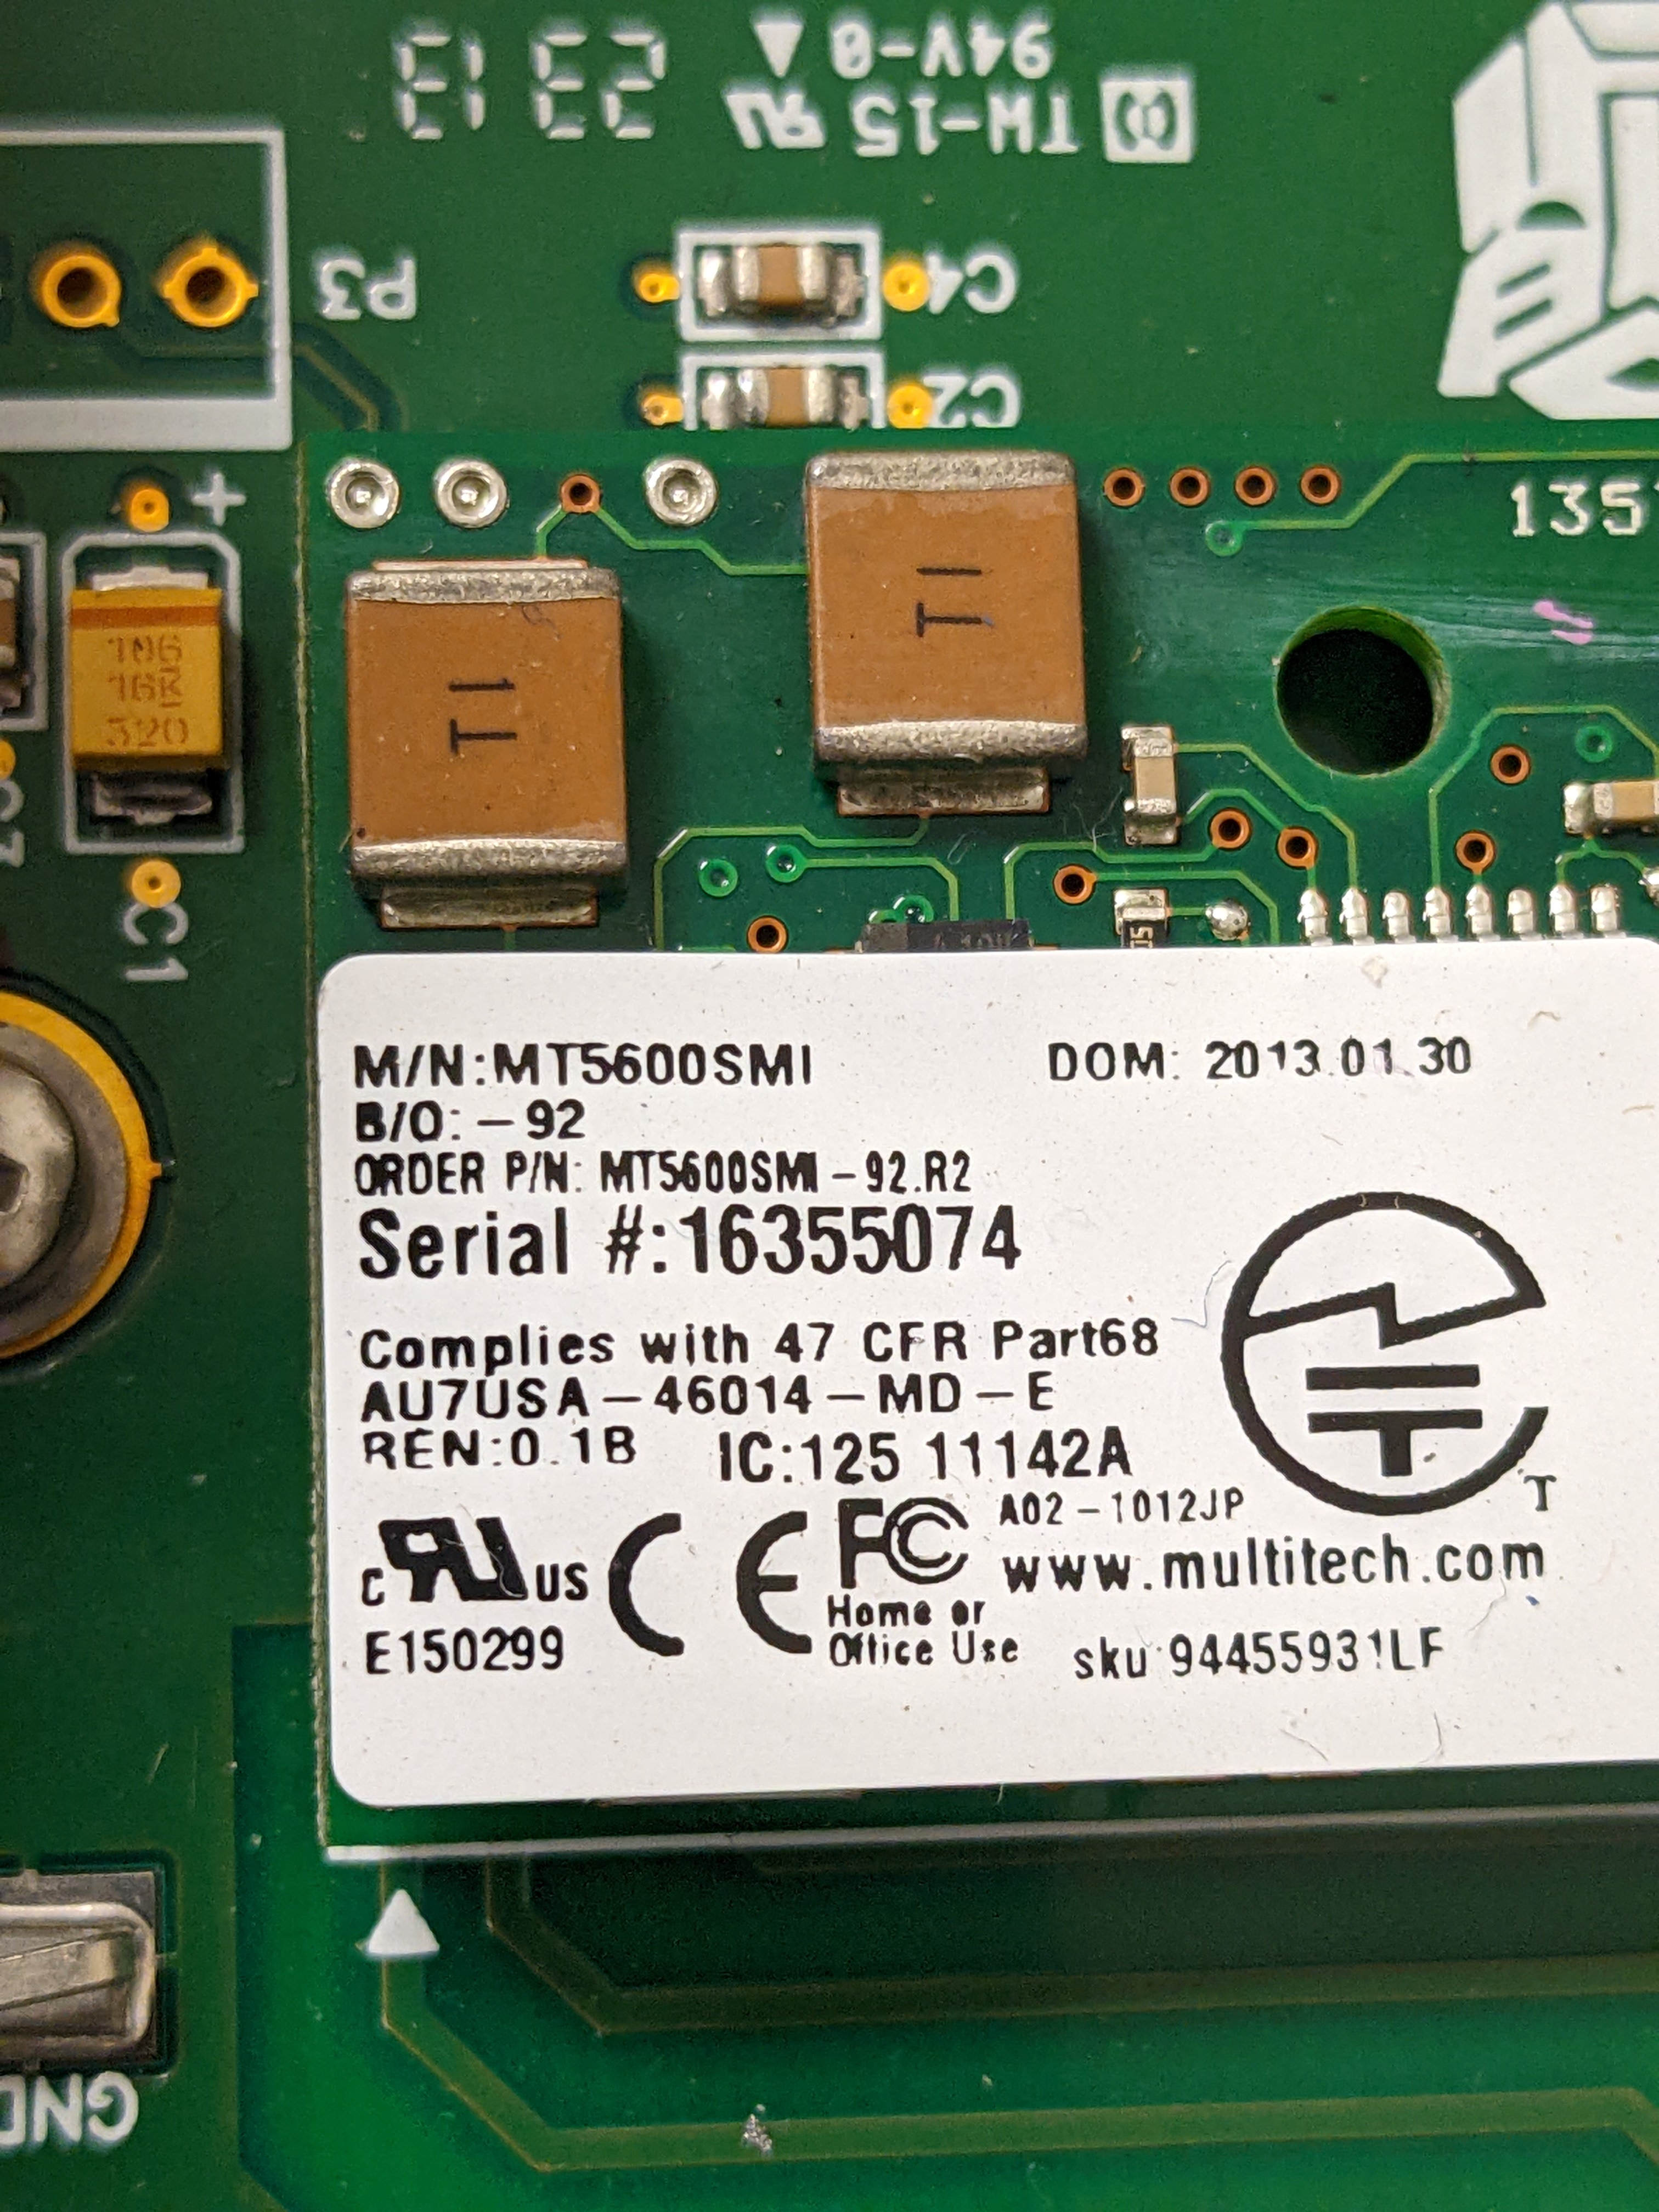 94V-0
TW-15
23 13
P3
C4
C2
135
+
106
16K
320
C1
T I
T I
M/N:MT5600SMI DOM: 2013.01.30
B/O: -92
ORDER P/N: MT5600SMI-92.R2
Serial #:16355074
Complies with 47 CFR Part68
AU7USA-46014-MD-E
REN:0.1B IC:125 11142A
A02-1012JP
T
c US CE FC www.multitech.com
Home or
Office Use
E150299
sku 94455931LF
GND